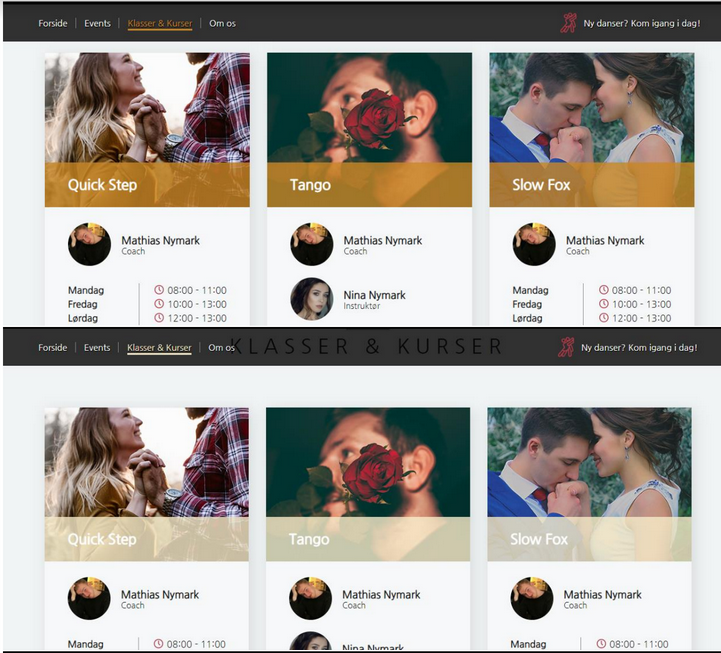 Forside | Events | Klasser & Kurser | Om os Ny danser? Kom igang i dag!
Quick Step Tango Slow Fox
Mathias Nymark Mathias Nymark Mathias Nymark
Coach Coach Coach
Nina Nymark
Instruktør
Mandag 08:00 - 11:00 Mandag 08:00 - 11:00
Fredag 10:00 - 13:00 Fredag 10:00 - 13:00
Lørdag 12:00 - 13:00 Lørdag 12:00 - 13:00
Forside | Events | Klasser & Kurser | Om os KLASSER & KURSER Ny danser? Kom igang i dag!
Quick Step Tango Slow Fox
Mathias Nymark Mathias Nymark Mathias Nymark
Coach Coach Coach
Mandag 08:00 - 11:00 Nina Nymark Mandag 08:00 - 11:00